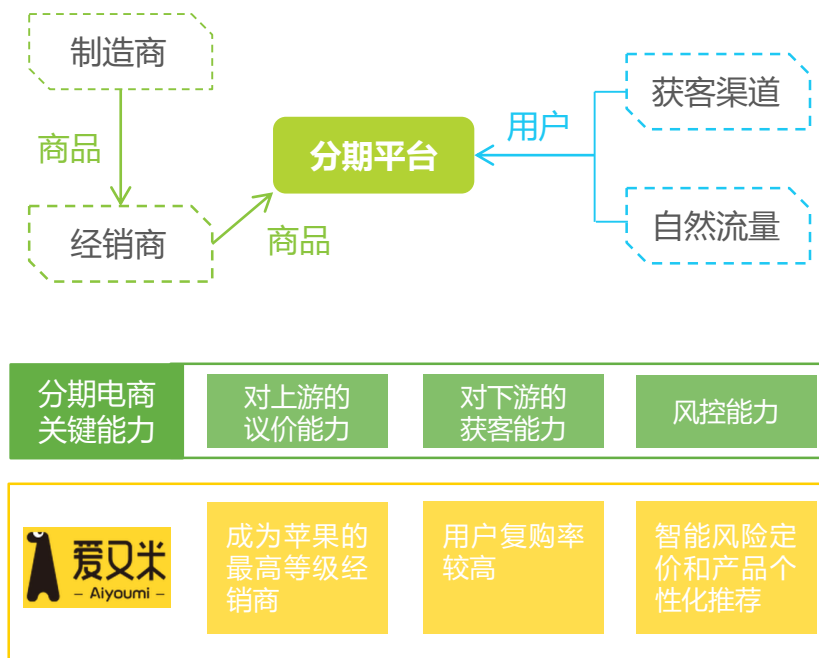 制造商
获客渠道
商品
用户
分期平台
经销商
商品
自然流量
分期电商
关键能力
对上游的
议价能力
对下游的
获客能力
风控能力
爱又米
– Aiyoumi –
成为苹果的
最高等级经
销商
用户复购率
较高
智能风险定
价和产品个
性化推荐